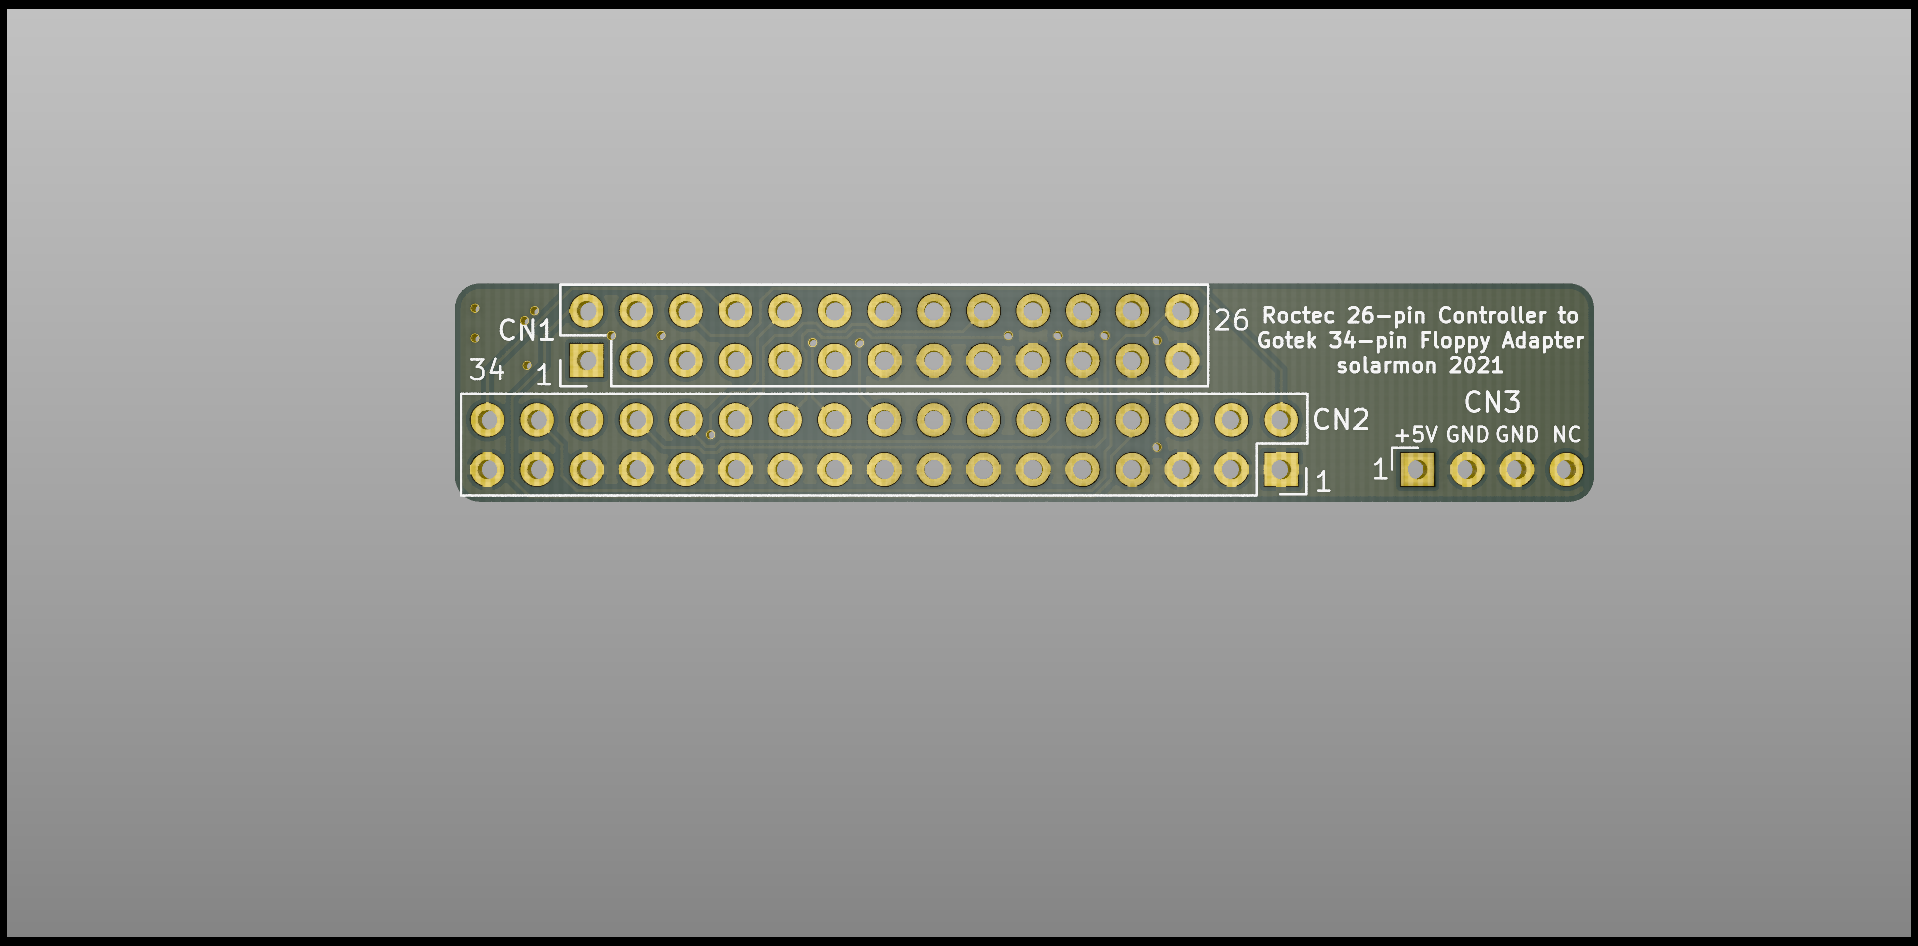 CN1
34
1
26
Roctec 26-pin Controller to
Gotek 34-pin Floppy Adapter
solarmon 2021
CN2
1
CN3
+5V GND GND NC
1